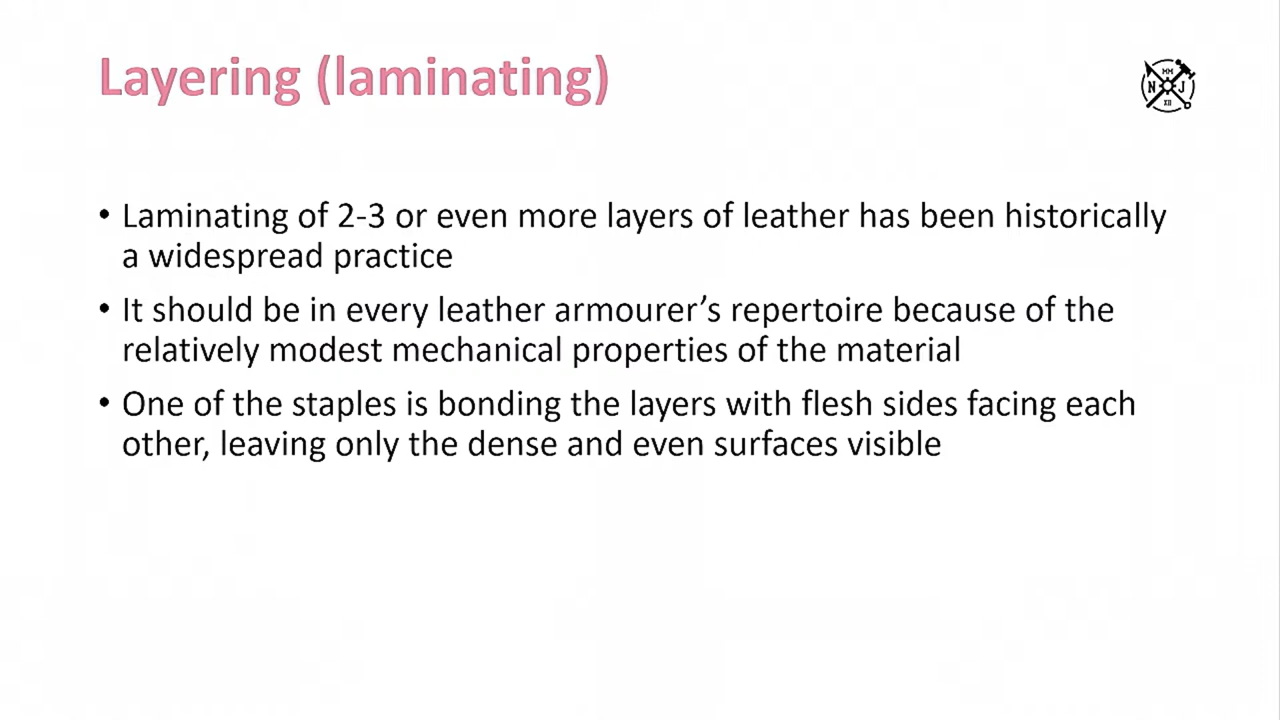 Layering (laminating)
MM
N J
XII
• Laminating of 2-3 or even more layers of leather has been historically
a widespread practice
• It should be in every leather armourer’s repertoire because of the
relatively modest mechanical properties of the material
• One of the staples is bonding the layers with flesh sides facing each
other, leaving only the dense and even surfaces visible